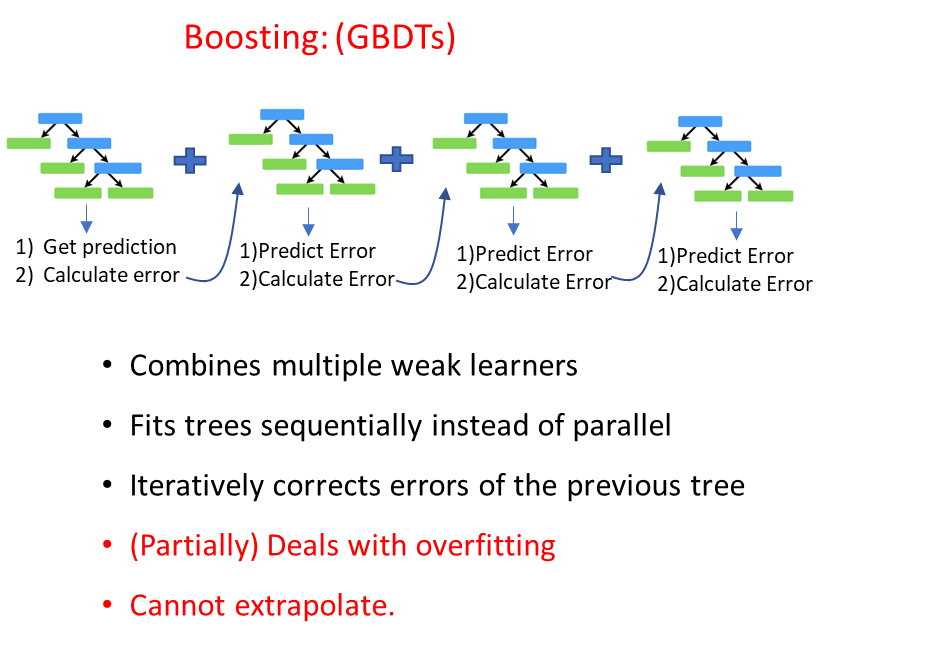 Boosting: (GBDTs)
1) Get prediction
2) Calculate error
1)Predict Error
2)Calculate Error
1)Predict Error
2)Calculate Error
1)Predict Error
2)Calculate Error
• Combines multiple weak learners
• Fits trees sequentially instead of parallel
• Iteratively corrects errors of the previous tree
• (Partially) Deals with overfitting
• Cannot extrapolate.